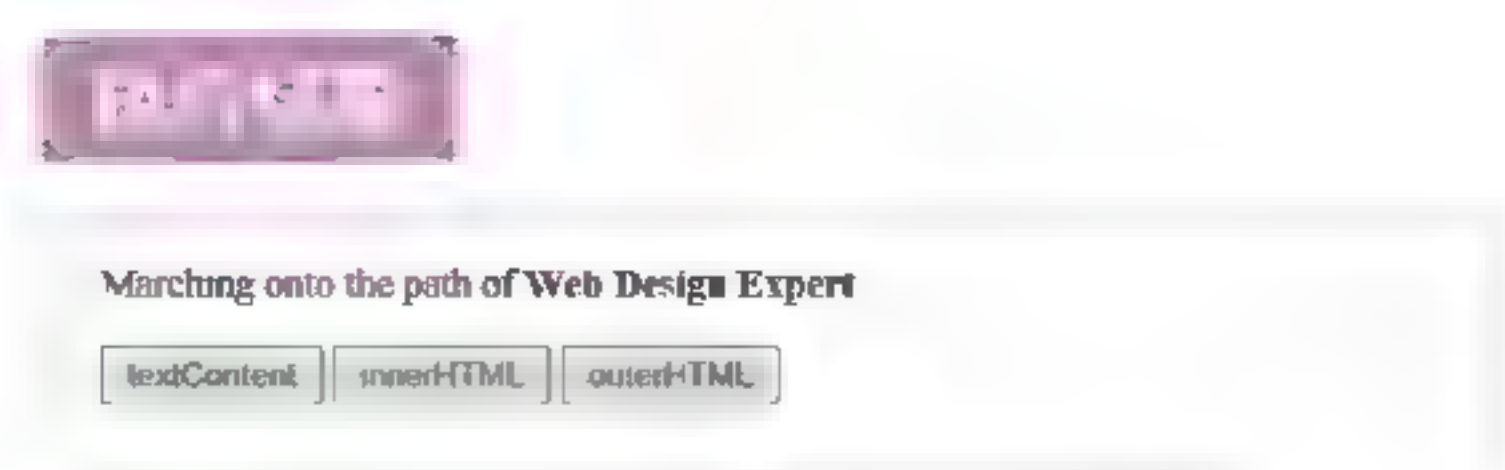 Marching onto the path of Web Design Expert
textContent innerHTML outerHTML